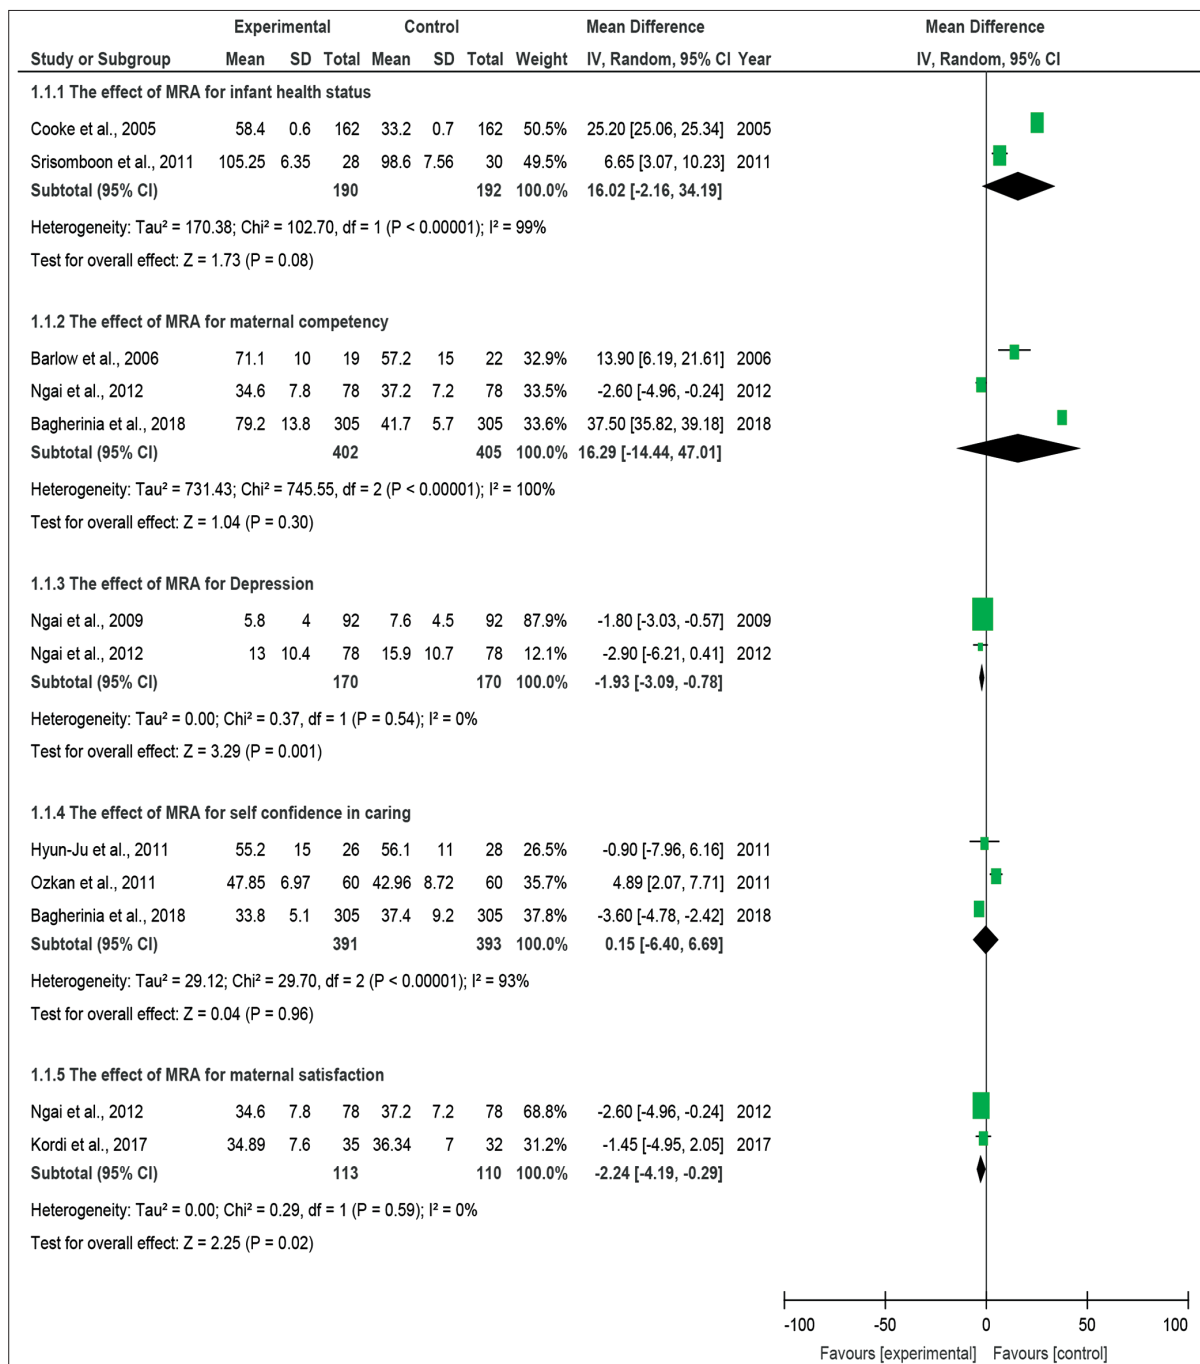 Experimental Control Mean Difference Mean Difference
Study or Subgroup Mean SD Total Mean SD Total Weight IV, Random, 95% CI Year IV, Random, 95% CI
1.1.1 The effect of MRA for infant health status
Cooke et al., 2005 58.4 0.6 162 33.2 0.7 162 50.5% 25.20 [25.06, 25.34] 2005
Srisomboon et al., 2011 105.25 6.35 28 98.6 7.56 30 49.5% 6.65 [3.07, 10.23] 2011
Subtotal (95% CI) 190 192 100.0% 16.02 [-2.16, 34.19]
Heterogeneity: Tau² = 170.38; Chi² = 102.70, df = 1 (P < 0.00001); I² = 99%
Test for overall effect: Z = 1.73 (P = 0.08)
1.1.2 The effect of MRA for maternal competency
Barlow et al., 2006 71.1 10 19 57.2 15 22 32.9% 13.90 [6.19, 21.61] 2006
Ngai et al., 2012 34.6 7.8 78 37.2 7.2 78 33.5% -2.60 [-4.96, -0.24] 2012
Bagherinia et al., 2018 79.2 13.8 305 41.7 5.7 305 33.6% 37.50 [35.82, 39.18] 2018
Subtotal (95% CI) 402 405 100.0% 16.29 [-14.44, 47.01]
Heterogeneity: Tau² = 731.43; Chi² = 745.55, df = 2 (P < 0.00001); I² = 100%
Test for overall effect: Z = 1.04 (P = 0.30)
1.1.3 The effect of MRA for Depression
Ngai et al., 2009 5.8 4 92 7.6 4.5 92 87.9% -1.80 [-3.03, -0.57] 2009
Ngai et al., 2012 13 10.4 78 15.9 10.7 78 12.1% -2.90 [-6.21, 0.41] 2012
Subtotal (95% CI) 170 170 100.0% -1.93 [-3.09, -0.78]
Heterogeneity: Tau² = 0.00; Chi² = 0.37, df = 1 (P = 0.54); I² = 0%
Test for overall effect: Z = 3.29 (P = 0.001)
1.1.4 The effect of MRA for self confidence in caring
Hyun-Ju et al., 2011 55.2 15 26 56.1 11 28 26.5% -0.90 [-7.96, 6.16] 2011
Ozkan et al., 2011 47.85 6.97 60 42.96 8.72 60 35.7% 4.89 [2.07, 7.71] 2011
Bagherinia et al., 2018 33.8 5.1 305 37.4 9.2 305 37.8% -3.60 [-4.78, -2.42] 2018
Subtotal (95% CI) 391 393 100.0% 0.15 [-6.40, 6.69]
Heterogeneity: Tau² = 29.12; Chi² = 29.70, df = 2 (P < 0.00001); I² = 93%
Test for overall effect: Z = 0.04 (P = 0.96)
1.1.5 The effect of MRA for maternal satisfaction
Ngai et al., 2012 34.6 7.8 78 37.2 7.2 78 68.8% -2.60 [-4.96, -0.24] 2012
Kordi et al., 2017 34.89 7.6 35 36.34 7 32 31.2% -1.45 [-4.95, 2.05] 2017
Subtotal (95% CI) 113 110 100.0% -2.24 [-4.19, -0.29]
Heterogeneity: Tau² = 0.00; Chi² = 0.29, df = 1 (P = 0.59); I² = 0%
Test for overall effect: Z = 2.25 (P = 0.02)
-100 -50 0 50 100
Favours [experimental] Favours [control]